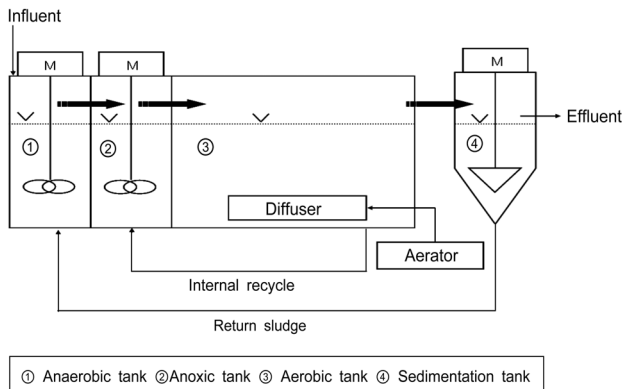 Influent
M
M
M
Effluent
①
②
③
④
Diffuser
Aerator
Internal recycle
Return sludge
① Anaerobic tank ②Anoxic tank ③ Aerobic tank ④ Sedimentation tank